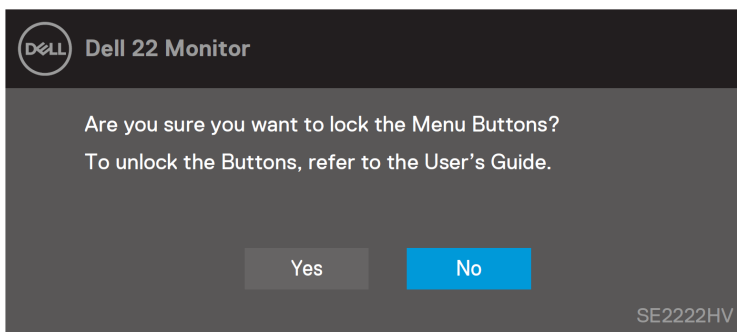 DELL Dell 22 Monitor
Are you sure you want to lock the Menu Buttons?
To unlock the Buttons, refer to the User's Guide.
Yes No
SE2222HV